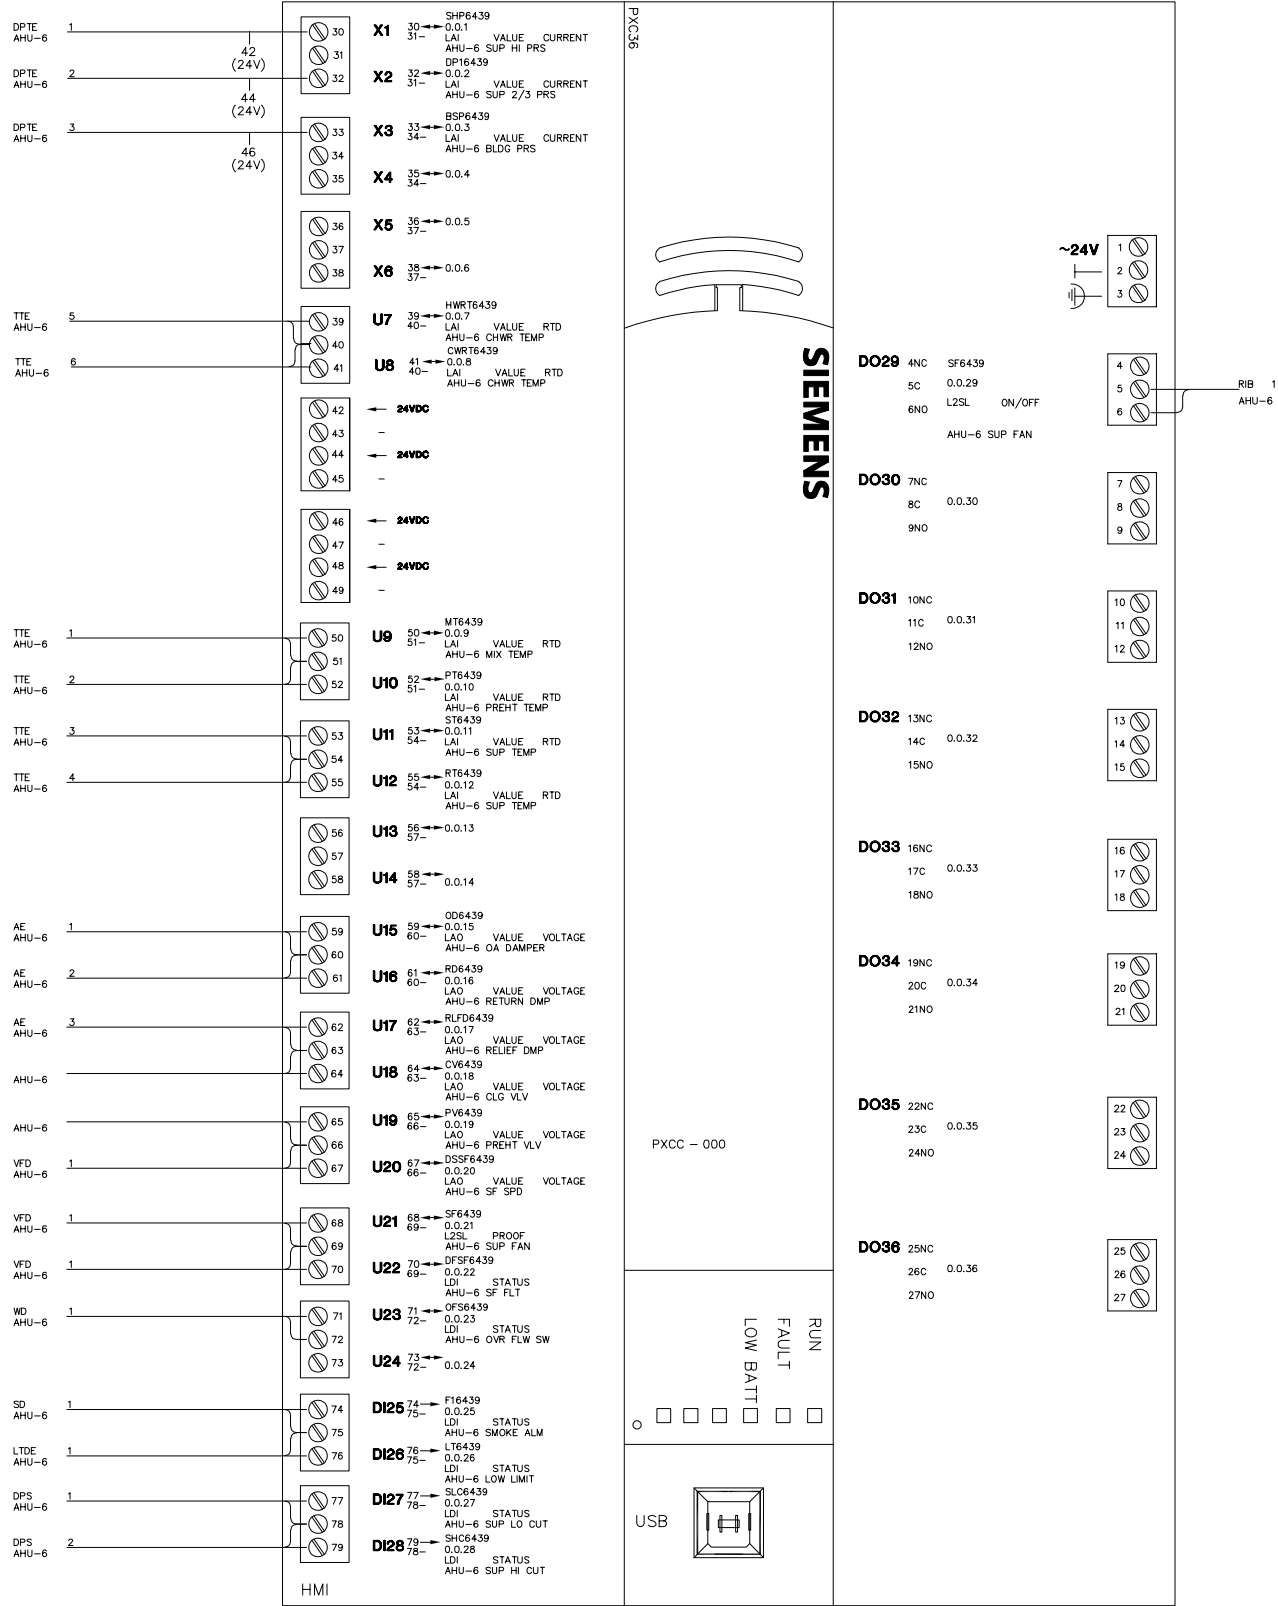 DPTE 1
AHU-6
42
(24V)
DPTE 2
AHU-6
44
(24V)
DPTE 3
AHU-6
46
(24V)
TTE 5
AHU-6
TTE 6
AHU-6
TTE 1
AHU-6
TTE 2
AHU-6
TTE 3
AHU-6
TTE 4
AHU-6
AE 1
AHU-6
AE 2
AHU-6
AE 3
AHU-6
AHU-6
AHU-6
VFD 1
AHU-6
VFD 1
AHU-6
VFD 1
AHU-6
WD 1
AHU-6
SD 1
AHU-6
LTDE 1
AHU-6
DPS 1
AHU-6
DPS 2
AHU-6
30
31
32
33
34
35
36
37
38
39
40
41
42
43
44
45
46
47
48
49
50
51
52
53
54
55
56
57
58
59
60
61
62
63
64
65
66
67
68
69
70
71
72
73
74
75
76
77
78
79
HMI
SHP6439
X1 30 0.0.1
31- LAI VALUE CURRENT
AHU-6 SUP HI PRS
DP16439
X2 32 0.0.2
31- LAI VALUE CURRENT
AHU-6 SUP 2/3 PRS
BSP6439
X3 33 0.0.3
34- LAI VALUE CURRENT
AHU-6 BLDG PRS
X4 35 0.0.4
34-
X5 36 0.0.5
37-
X6 38 0.0.6
37-
HWRT6439
U7 39 0.0.7
40- LAI VALUE RTD
AHU-6 CHWR TEMP
CWRT6439
U8 41 0.0.8
40- LAI VALUE RTD
AHU-6 CHWR TEMP
24VDC
-
24VDC
-
24VDC
-
24VDC
-
MT6439
U9 50 0.0.9
51- LAI VALUE RTD
AHU-6 MIX TEMP
U10 52 PT6439
51- 0.0.10
LAI VALUE RTD
AHU-6 PREHT TEMP
ST6439
U11 53 0.0.11
54- LAI VALUE RTD
AHU-6 SUP TEMP
U12 55 RT6439
54- 0.0.12
LAI VALUE RTD
AHU-6 SUP TEMP
U13 56 0.0.13
57-
U14 58 0.0.14
57-
OD6439
U15 59 0.0.15
60- LAO VALUE VOLTAGE
AHU-6 OA DAMPER
U16 61 RD6439
60- 0.0.16
LAO VALUE VOLTAGE
AHU-6 RETURN DMP
U17 62 RLFD6439
63- 0.0.17
LAO VALUE VOLTAGE
AHU-6 RELIEF DMP
U18 64 CV6439
63- 0.0.18
LAO VALUE VOLTAGE
AHU-6 CLG VLV
U19 65 PV6439
66- 0.0.19
LAO VALUE VOLTAGE
AHU-6 PREHT VLV
U20 67 DSSF6439
66- 0.0.20
LAO VALUE VOLTAGE
AHU-6 SF SPD
U21 68 SF6439
69- 0.0.21
L2SL PROOF
AHU-6 SUP FAN
U22 70 DFSF6439
69- 0.0.22
LDI STATUS
AHU-6 SF FLT
U23 71 OFS6439
72- 0.0.23
LDI STATUS
AHU-6 OVR FLW SW
U24 73 0.0.24
72-
DI25 74 F16439
75- 0.0.25
LDI STATUS
AHU-6 SMOKE ALM
DI26 76 LT6439
75- 0.0.26
LDI STATUS
AHU-6 LOW LIMIT
DI27 77 SLC6439
78- 0.0.27
LDI STATUS
AHU-6 SUP LO CUT
DI28 79 SHC6439
78- 0.0.28
LDI STATUS
AHU-6 SUP HI CUT
PXC36
SIEMENS
PXCC - 000
LOW BATT
FAULT
RUN
USB
~24V
1
2
3
DO29 4NC SF6439
5C 0.0.29
6NO L2SL ON/OFF
AHU-6 SUP FAN
4
5
6
RIB 1
AHU-6
DO30 7NC
8C 0.0.30
9NO
7
8
9
DO31 10NC
11C 0.0.31
12NO
10
11
12
DO32 13NC
14C 0.0.32
15NO
13
14
15
DO33 16NC
17C 0.0.33
18NO
16
17
18
DO34 19NC
20C 0.0.34
21NO
19
20
21
DO35 22NC
23C 0.0.35
24NO
22
23
24
DO36 25NC
26C 0.0.36
27NO
25
26
27